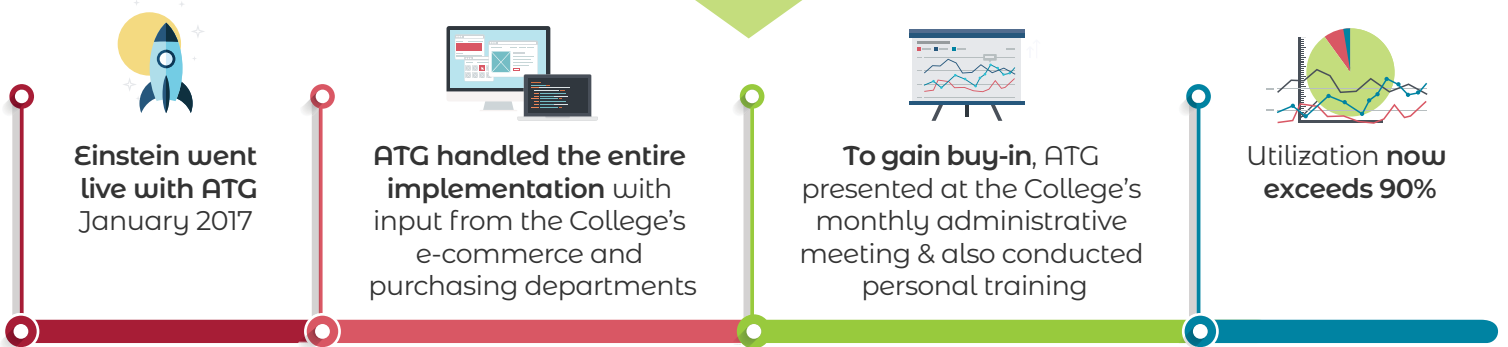 Einstein went
live with ATG
January 2017
ATG handled the entire
implementation with
input from the College's
e-commerce and
purchasing departments
To gain buy-in, ATG
presented at the College's
monthly administrative
meeting & also conducted
personal training
Utilization now
exceeds 90%